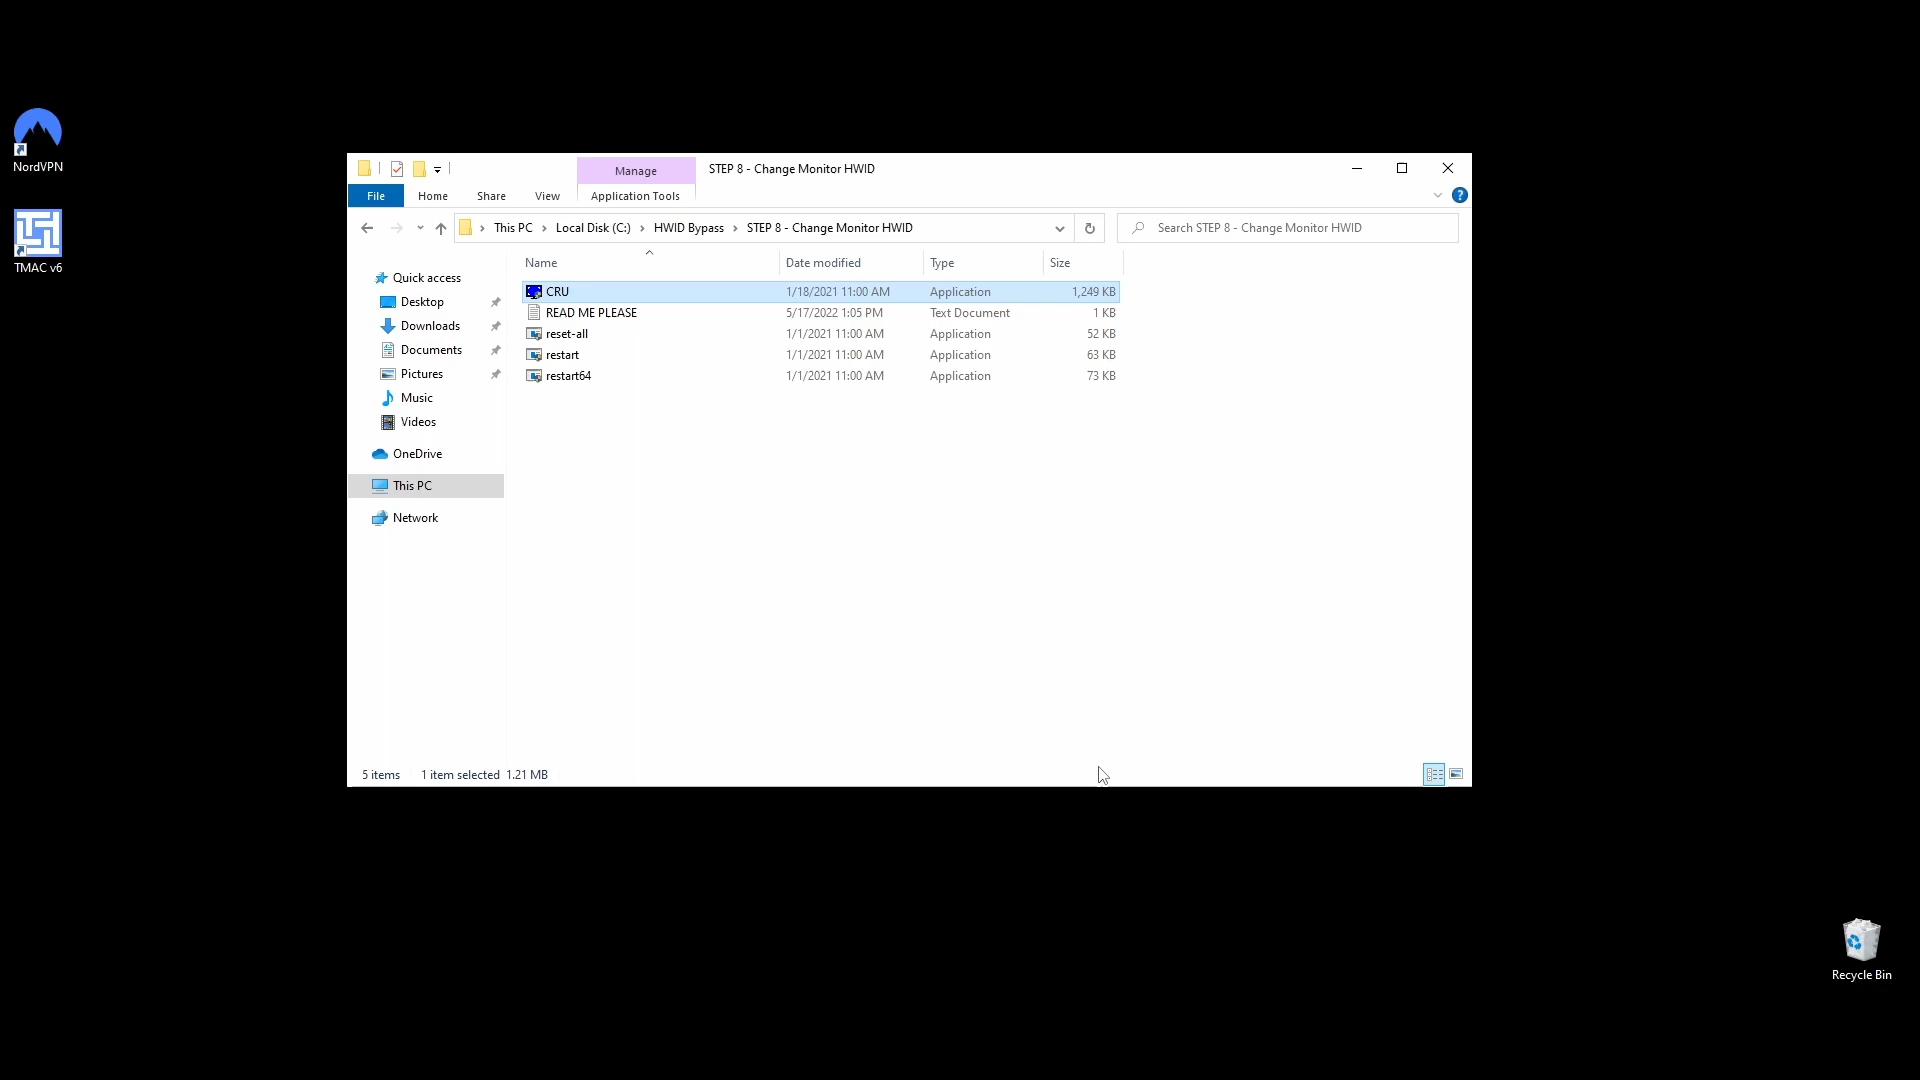 NordVPN
TMAC v6
Manage
STEP 8 - Change Monitor HWID
File
Home
Share
View
Application Tools
This PC
Local Disk (C:)
HWID Bypass
STEP 8 - Change Monitor HWID
Search STEP 8 - Change Monitor HWID
Name
Date modified
Type
Size
Quick access
Desktop
Downloads
Documents
Pictures
Music
Videos
OneDrive
This PC
Network
CRU 1/18/2021 11:00 AM Application 1,249 KB
READ ME PLEASE 5/17/2022 1:05 PM Text Document 1 KB
reset-all 1/1/2021 11:00 AM Application 52 KB
restart 1/1/2021 11:00 AM Application 63 KB
restart64 1/1/2021 11:00 AM Application 73 KB
5 items 1 item selected 1.21 MB
Recycle Bin